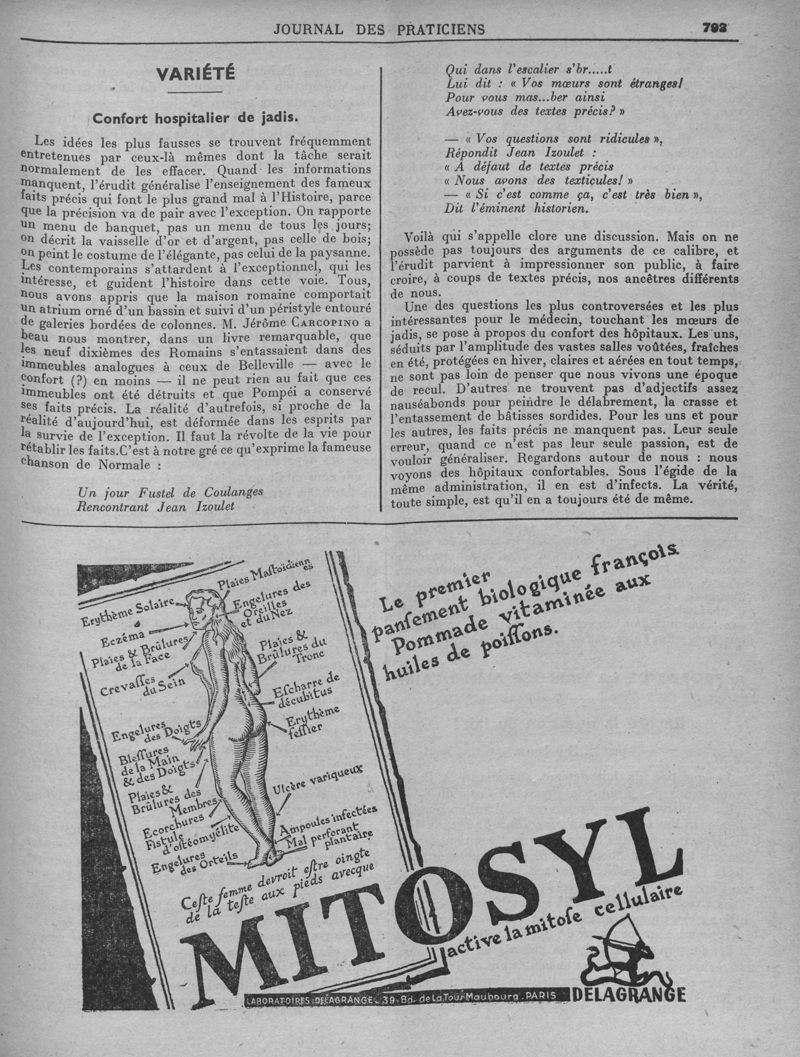 JOURNAL DES PRATICIENS
793
VARIÉTÉ
Confort hospitalier de jadis.
Les idées les plus fausses se trouvent fréquemment
entretenues par ceux-là mêmes dont la tâche serait
normalement de les effacer. Quand les informations
manquent, l'érudit généralise l'enseignement des fameux
faits précis qui font le plus grand mal à l'Histoire, parce
que la précision va de pair avec l'exception. On rapporte
un menu de banquet, pas un menu de tous les jours;
on décrit la vaisselle d'or et d'argent, pas celle de bois;
on peint le costume de l'élégante, pas celui de la paysanne.
Les contemporains s'attardent à l'exceptionnel, qui les
intéresse, et guident l'histoire dans cette voie. Tous,
nous avons appris que la maison romaine comportait
un atrium orné d'un bassin et suivi d'un péristyle entouré
de galeries bordées de colonnes. M. Jérôme CARCOPINO a
beau nous montrer, dans un livre remarquable, que
les neuf dixièmes des Romains s'entassaient dans des
immeubles analogues à ceux de Belleville — avec le
confort (?) en moins — il ne peut rien au fait que ces
immeubles ont été détruits et que Pompéi a conservé
ses faits précis. La réalité d'autrefois, si proche de la
réalité d'aujourd'hui, est déformée dans les esprits par
la survie de l'exception. Il faut la révolte de la vie pour
rétablir les faits.C'est à notre gré ce qu'exprime la fameuse
chanson de Normale :
Un jour Fustel de Coulanges
Rencontrant Jean Izoulet
Qui dans l'escalier s'br.....t
Lui dit : « Vos mœurs sont étranges!
Pour vous mas...ber ainsi
Avez-vous des textes précis? »
— « Vos questions sont ridicules »,
Répondit Jean Izoulet :
« A défaut de textes précis
« Nous avons des texticules! »
— « Si c'est comme ça, c'est très bien »,
Dit l'éminent historien.
Voilà qui s'appelle clore une discussion. Mais on ne
possède pas toujours des arguments de ce calibre, et
l'érudit parvient à impressionner son public, à faire
croire, à coups de textes précis, nos ancêtres différents
de nous.
Une des questions les plus controversées et les plus
intéressantes pour le médecin, touchant les mœurs de
jadis, se pose à propos du confort des hôpitaux. Les uns,
séduits par l'amplitude des vastes salles voûtées, fraîches
en été, protégées en hiver, claires et aérées en tout temps,
ne sont pas loin de penser que nous vivons une époque
de recul. D'autres ne trouvent pas d'adjectifs assez
nauséabonds pour peindre le délabrement, la crasse et
l'entassement de bâtisses sordides. Pour les uns et pour
les autres, les faits précis ne manquent pas. Leur seule
erreur, quand ce n'est pas leur seule passion, est de
vouloir généraliser. Regardons autour de nous : nous
voyons des hôpitaux confortables. Sous l'égide de la
même administration, il en est d'infects. La vérité,
toute simple, est qu'il en a toujours été de même.
Erythème Solaire
Eczéma
Plaies & Brûlures
de la Face
Crevaſſes
du Sein
Engelures
des Doigts
Bleſſures
de la Main
& des Doigts
Plaies &
Brûlures des
Membres
Ecorchures
Fistule
d'oſtéomyélite
Engelures
des Orteils
Plaies Maſtoidiennes
Engelures des
Oreilles
et du Nez
Plaies &
Brûlures du
Tronc
Eſcharre de
décubitus
Erythème
feſſier
Ulcère variqueux
Ampoules infectées
Mal perforant
plantaire
Ceſte femme devroit eſtre oingte
de la teſte aux pieds avecque
Le premier
panſement biologique françois
Pommade vitaminée aux
huiles de poiſſons.
MITOSYL
active la mitoſe cellulaire
LABORATOIRES DELAGRANGE . 39 . Bd. de La Tour Maubourg . PARIS
DELAGRANGE